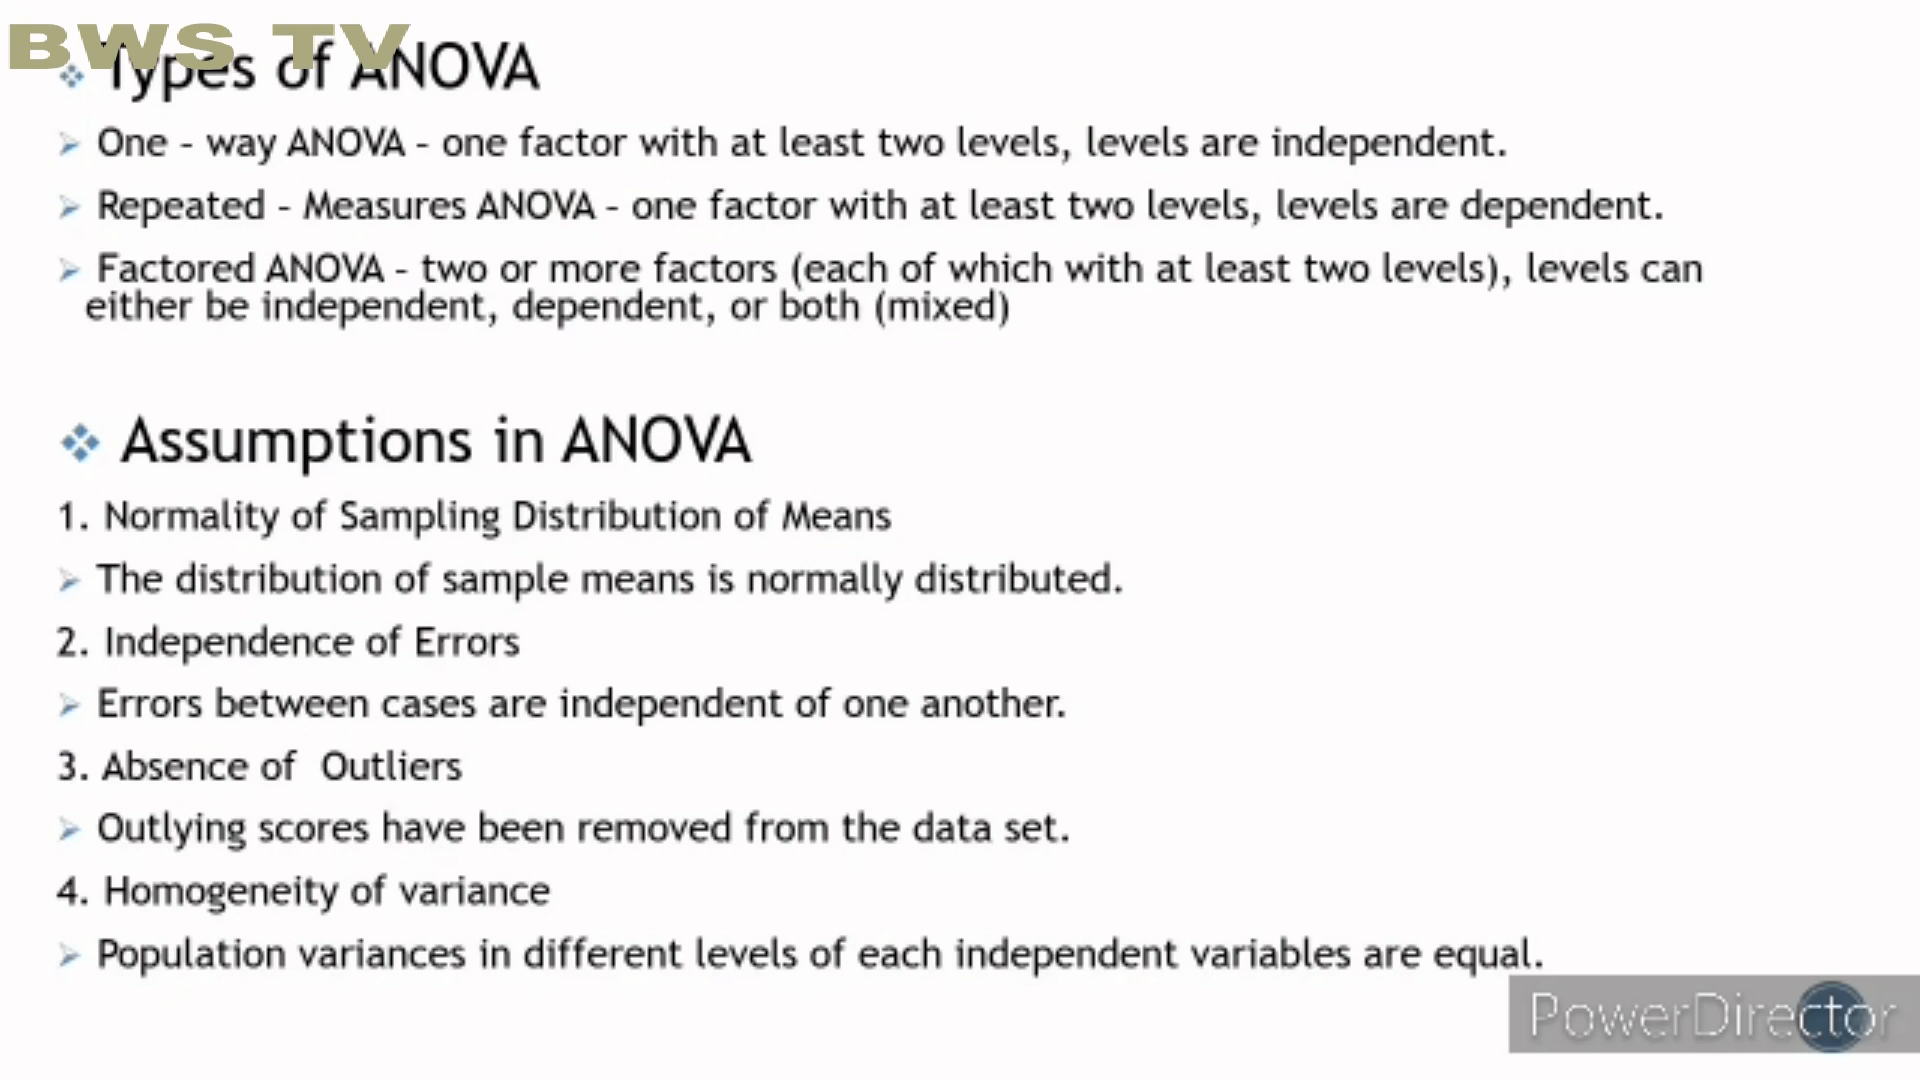 BWS TV
Types of ANOVA
One - way ANOVA - one factor with at least two levels, levels are independent.
Repeated - Measures ANOVA - one factor with at least two levels, levels are dependent.
Factored ANOVA - two or more factors (each of which with at least two levels), levels can
either be independent, dependent, or both (mixed)
Assumptions in ANOVA
1. Normality of Sampling Distribution of Means
The distribution of sample means is normally distributed.
2. Independence of Errors
Errors between cases are independent of one another.
3. Absence of Outliers
Outlying scores have been removed from the data set.
4. Homogeneity of variance
Population variances in different levels of each independent variables are equal.
PowerDirector